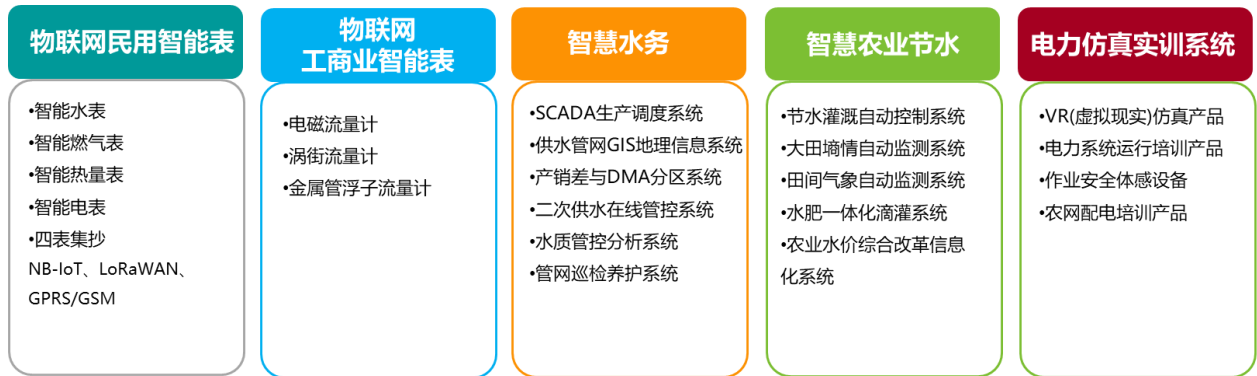 物联网民用智能表
•智能水表
•智能燃气表
•智能热量表
•智能电表
•四表集抄
NB-IoT、LoRaWAN、
GPRS/GSM
物联网
工商业智能表
•电磁流量计
•涡街流量计
•金属管浮子流量计
智慧水务
•SCADA生产调度系统
•供水管网GIS地理信息系统
•产销差与DMA分区系统
•二次供水在线管控系统
•水质管控分析系统
•管网巡检养护系统
智慧农业节水
•节水灌溉自动控制系统
•大田墒情自动监测系统
•田间气象自动监测系统
•水肥一体化滴灌系统
•农业水价综合改革信息
化系统
电力仿真实训系统
•VR(虚拟现实)仿真产品
•电力系统运行培训产品
•作业安全体感设备
•农网配电培训产品